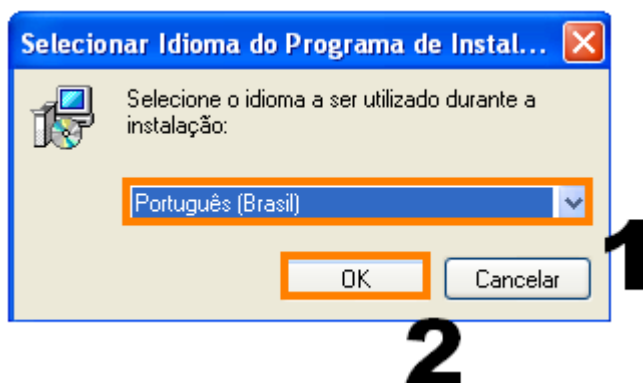 Selecionar Idioma do Programa de Instal...
Selecione o idioma a ser utilizado durante a
instalação:
Português (Brasil)
1
OK
Cancelar
2